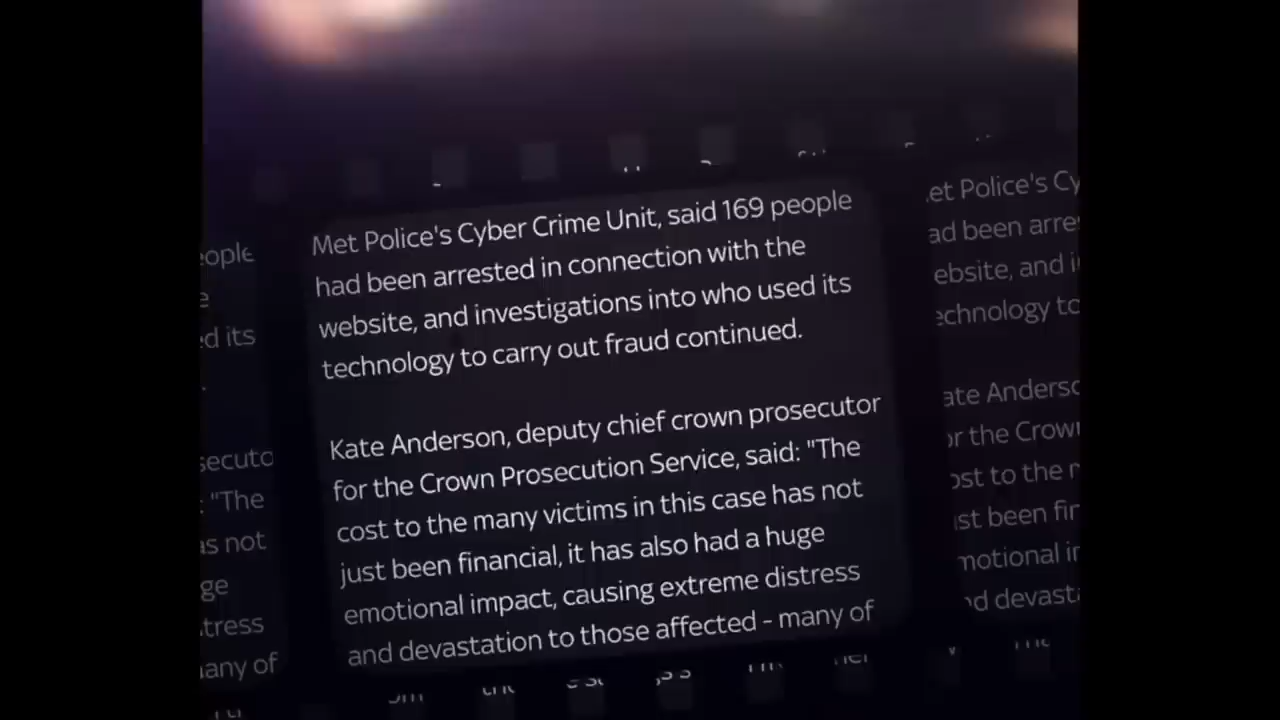 Met Police's Cyber Crime Unit, said 169 people
had been arrested in connection with the
website, and investigations into who used its
technology to carry out fraud continued.
Kate Anderson, deputy chief crown prosecutor
for the Crown Prosecution Service, said: "The
cost to the many victims in this case has not
just been financial, it has also had a huge
emotional impact, causing extreme distress
and devastation to those affected - many of